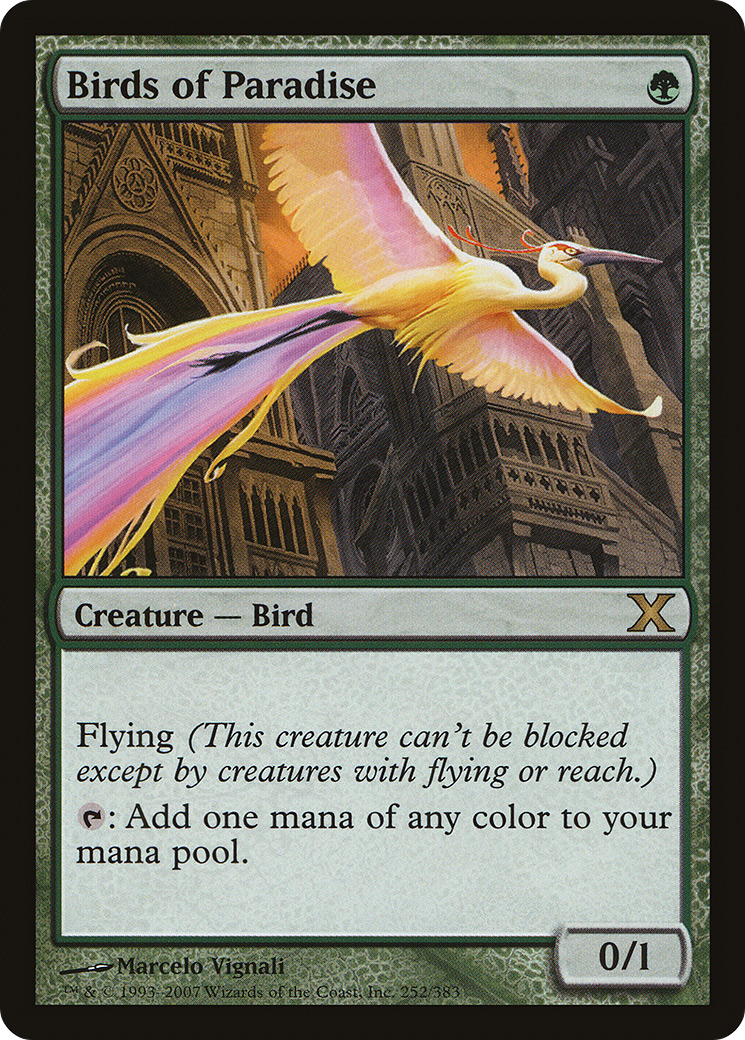 Birds of Paradise
Creature — Bird
X
Flying (This creature can't be blocked
except by creatures with flying or reach.)
: Add one mana of any color to your
mana pool.
0/1
Marcelo Vignali
™ & © 1993–2007 Wizards of the Coast, Inc. 252/383